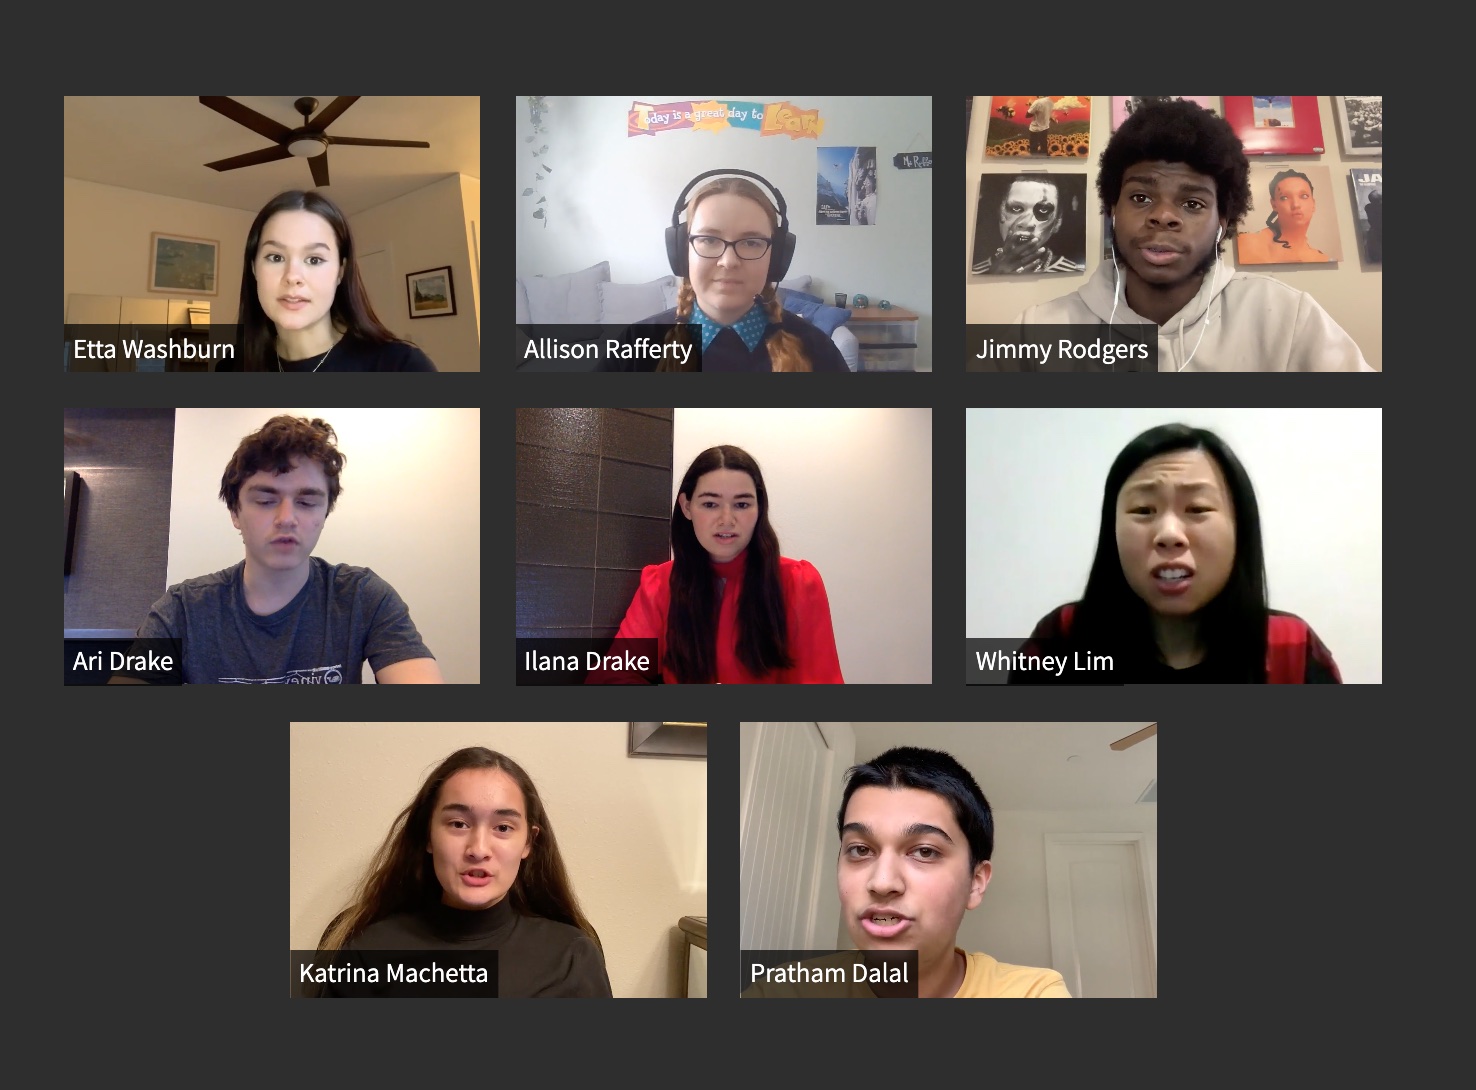 Today is a great day to Learn
Etta Washburn
Allison Rafferty
Jimmy Rodgers
Ari Drake
Ilana Drake
Whitney Lim
Katrina Machetta
Pratham Dalal